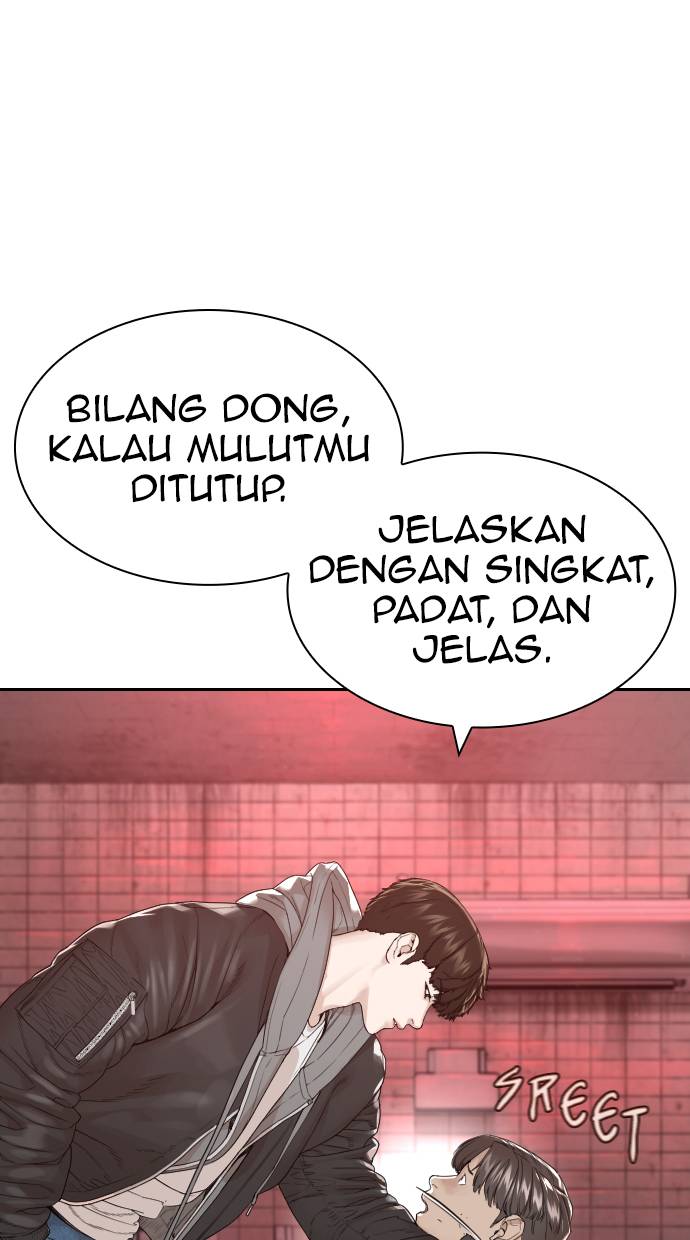 BILANG DONG,
KALAU MULUTMU
DITUTUP.
JELASKAN
DENGAN SINGKAT,
PADAT, DAN
JELAS.
SREET